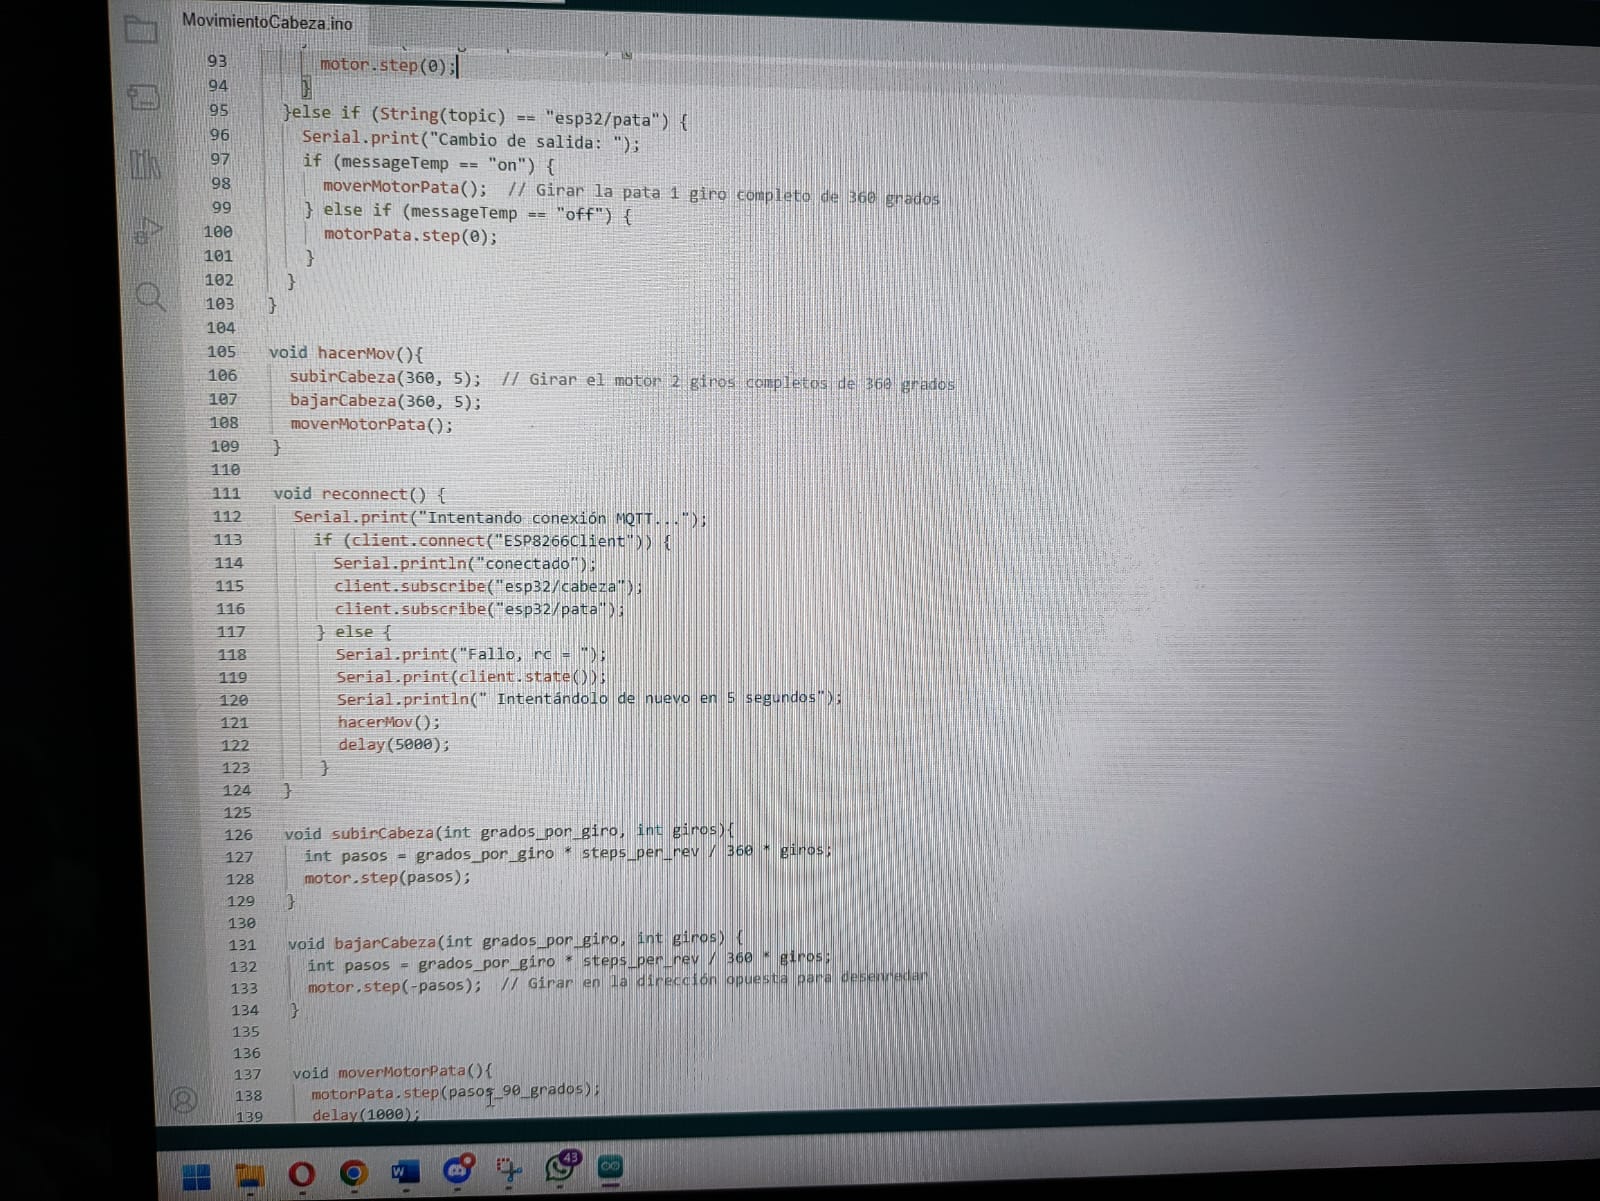 MovimientoCabeza.ino
93 motor.step(0);
94 }
95 }else if (String(topic) == "esp32/pata") {
96 Serial.print("Cambio de salida: ");
97 if (messageTemp == "on") {
98 moverMotorPata(); // Girar la pata 1 giro completo de 360 grados
99 } else if (messageTemp == "off") {
100 motorPata.step(0);
101 }
102 }
103 }
104
105 void hacerMov(){
106 subirCabeza(360, 5); // Girar el motor 2 giros completos de 360 grados
107 bajarCabeza(360, 5);
108 moverMotorPata();
109 }
110
111 void reconnect() {
112 Serial.print("Intentando conexión MQTT...");
113 if (client.connect("ESP8266Client")) {
114 Serial.println("conectado");
115 client.subscribe("esp32/cabeza");
116 client.subscribe("esp32/pata");
117 } else {
118 Serial.print("Fallo, rc = ");
119 Serial.print(client.state());
120 Serial.println(" Intentándolo de nuevo en 5 segundos");
121 hacerMov();
122 delay(5000);
123 }
124 }
125
126 void subirCabeza(int grados_por_giro, int giros){
127 int pasos = grados_por_giro * steps_per_rev / 360 * giros;
128 motor.step(pasos);
129 }
130
131 void bajarCabeza(int grados_por_giro, int giros) {
132 int pasos = grados_por_giro * steps_per_rev / 360 * giros;
133 motor.step(-pasos); // Girar en la dirección opuesta para desenredar
134 }
135
136
137 void moverMotorPata(){
138 motorPata.step(pasos_90_grados);
139 delay(1000);
43